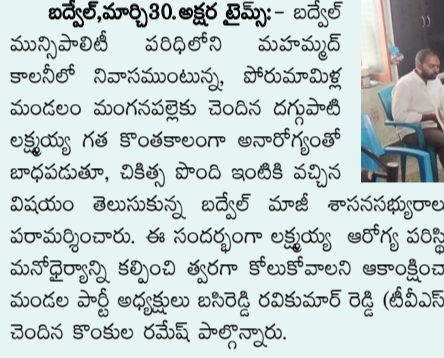 బద్వేల్,మార్చి30.అక్షర టైమ్స్:- బద్వేల్
మున్సిపాలిటీ పరిధిలోని మహమ్మద్
కాలనీలో నివాసముంటున్న, పోరుమామిళ్ల
మండలం మంగనపల్లెకు చెందిన దగ్గుపాటి
లక్ష్మయ్య గత కొంతకాలంగా అనారోగ్యంతో
బాధపడుతూ, చికిత్స పొంది ఇంటికి వచ్చిన
విషయం తెలుసుకున్న బద్వేల్ మాజీ శాసనసభ్యురాల
పరామర్శించారు. ఈ సందర్భంగా లక్ష్మయ్య ఆరోగ్య పరిస్థి
మనోధైర్యాన్ని కల్పించి త్వరగా కోలుకోవాలని ఆకాంక్షించా
మండల పార్టీ అధ్యక్షులు బసిరెడ్డి రవికుమార్ రెడ్డి (టీవీఎస్
చెందిన కొంకుల రమేష్ పాల్గొన్నారు.